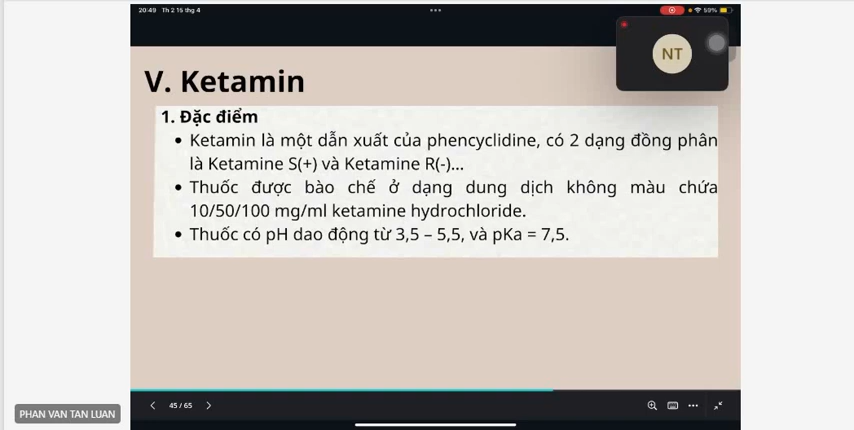 20:49 Th 2 15 thg 4
59%
NT
V. Ketamin
1. Đặc điểm
• Ketamin là một dẫn xuất của phencyclidine, có 2 dạng đồng phân
là Ketamine S(+) và Ketamine R(-)...
• Thuốc được bào chế ở dạng dung dịch không màu chứa
10/50/100 mg/ml ketamine hydrochloride.
• Thuốc có pH dao động từ 3,5 – 5,5, và pKa = 7,5.
45 / 65
PHAN VAN TAN LUAN